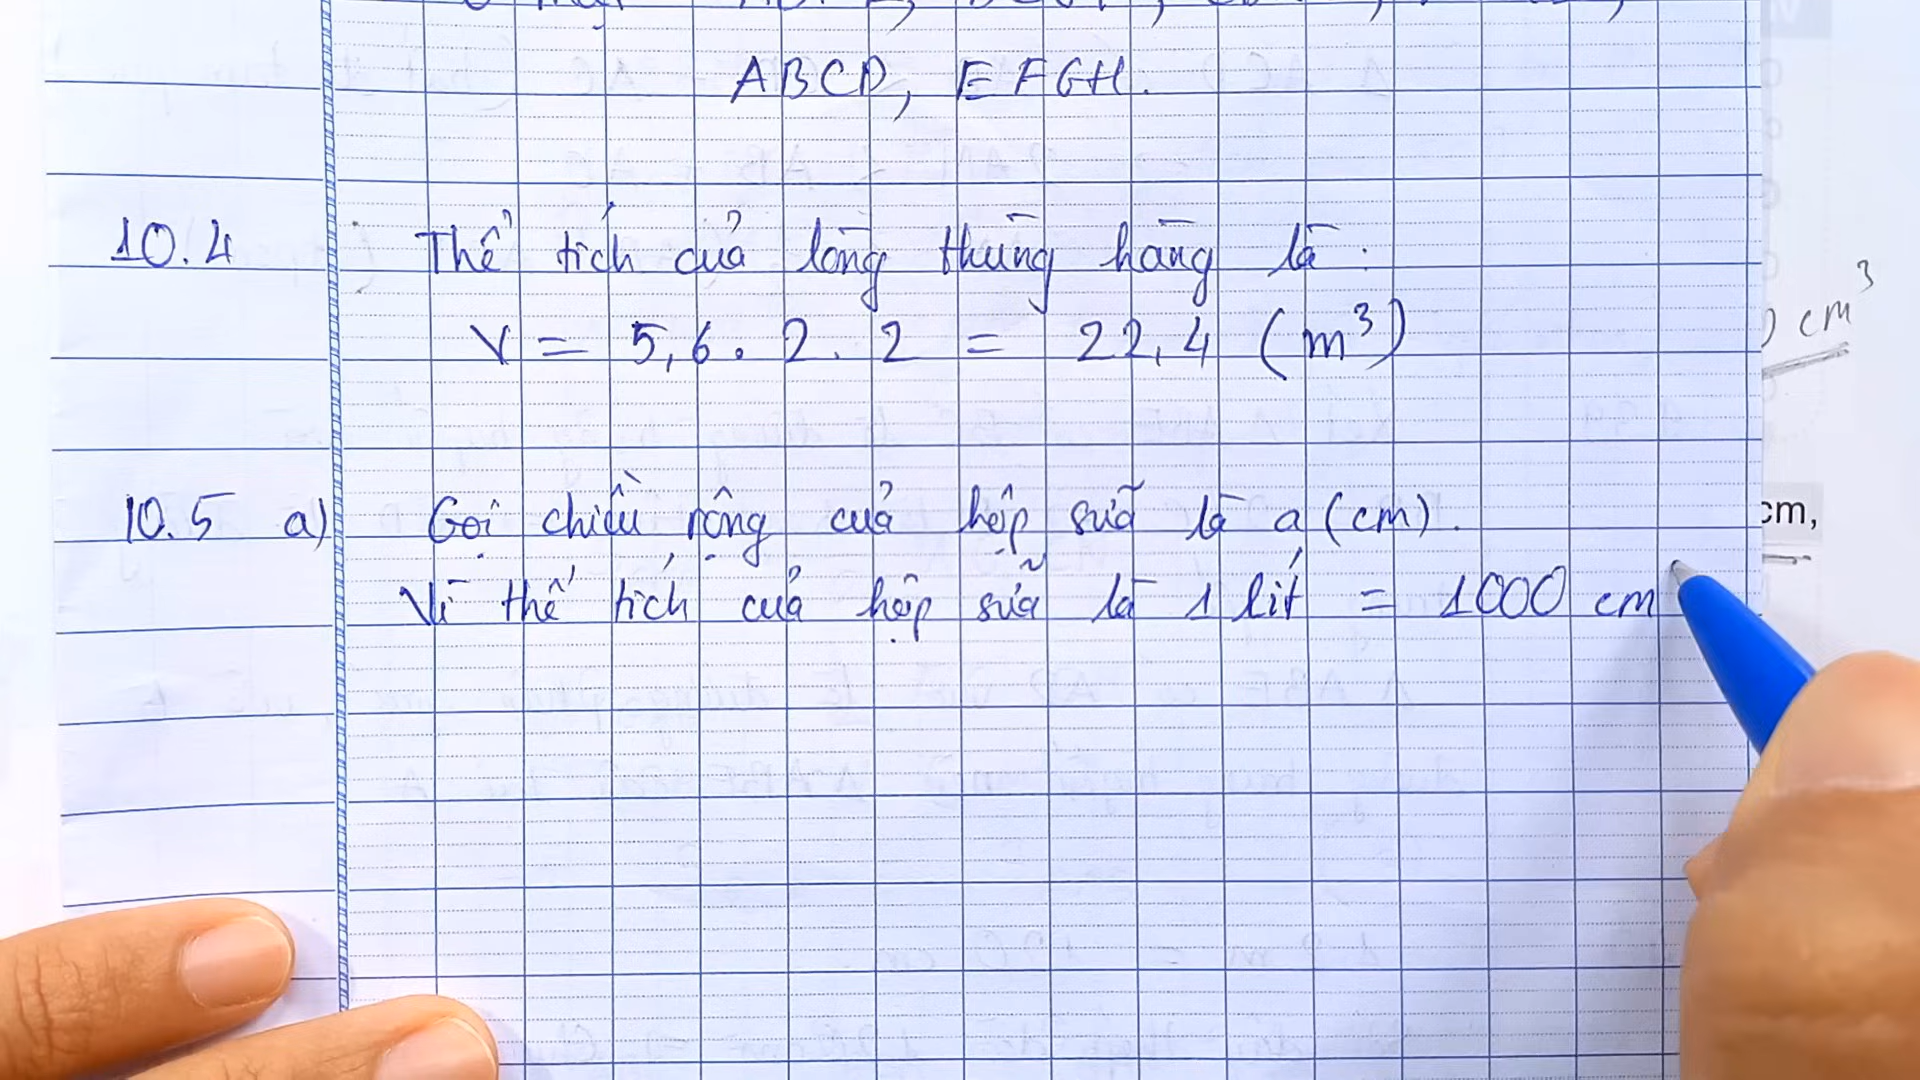 ABCD, EFGH.
10.4 Thể tích của lòng thùng hàng là:
V = 5,6 . 2 . 2 = 22,4 (m³)
cm³
10.5 a) Gọi chiều rộng của hộp sữa là a (cm).
cm,
Vì thể tích của hộp sữa là 1 lít = 1000 cm